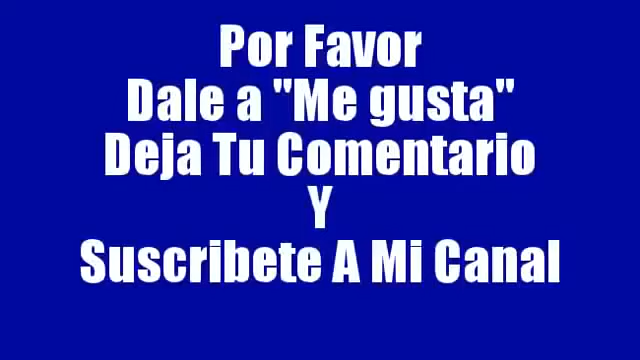 Por Favor
Dale a "Me gusta"
Deja Tu Comentario
Y
Suscribete A Mi Canal